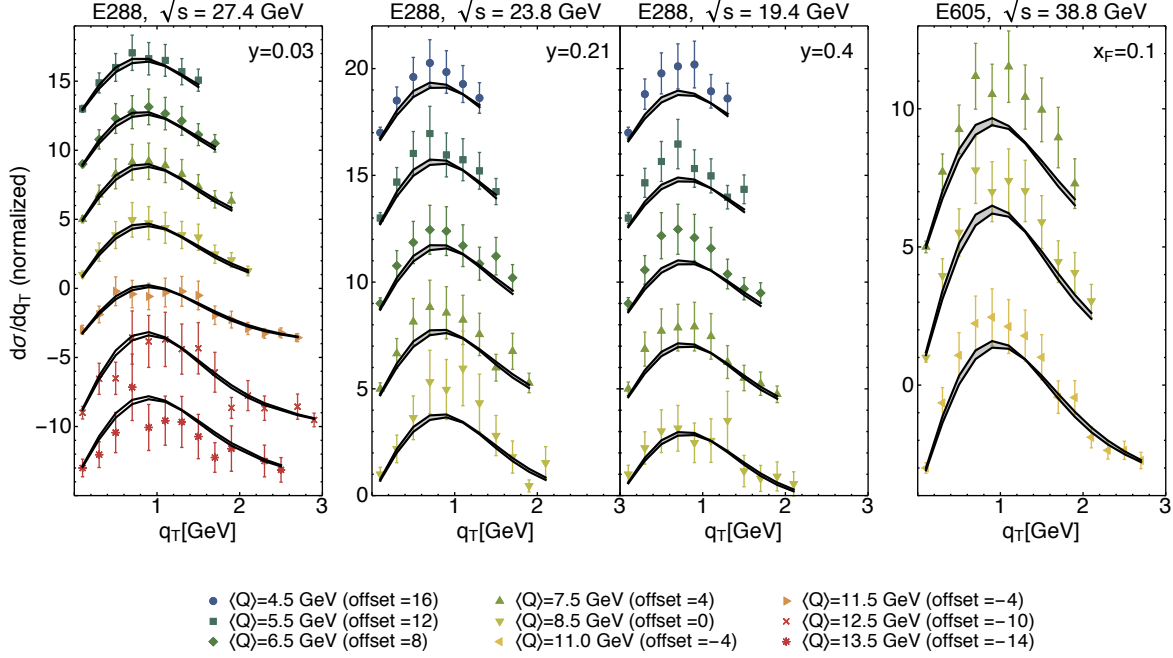 E288, √s = 27.4 GeV E288, √s = 23.8 GeV E288, √s = 19.4 GeV E605, √s = 38.8 GeV
y=0.03 y=0.21 y=0.4 x_F=0.1
dσ/dq_T (normalized)
15
10
5
0
−5
−10
20
15
10
5
0
10
5
0
0 1 2 3 1 2 3 1 2 3 1 2 3
q_T[GeV] q_T[GeV] q_T[GeV] q_T[GeV]
⟨Q⟩=4.5 GeV (offset =16) ⟨Q⟩=7.5 GeV (offset =4) ⟨Q⟩=11.5 GeV (offset =−4)
⟨Q⟩=5.5 GeV (offset =12) ⟨Q⟩=8.5 GeV (offset =0) ⟨Q⟩=12.5 GeV (offset =−10)
⟨Q⟩=6.5 GeV (offset =8) ⟨Q⟩=11.0 GeV (offset =−4) ⟨Q⟩=13.5 GeV (offset =−14)